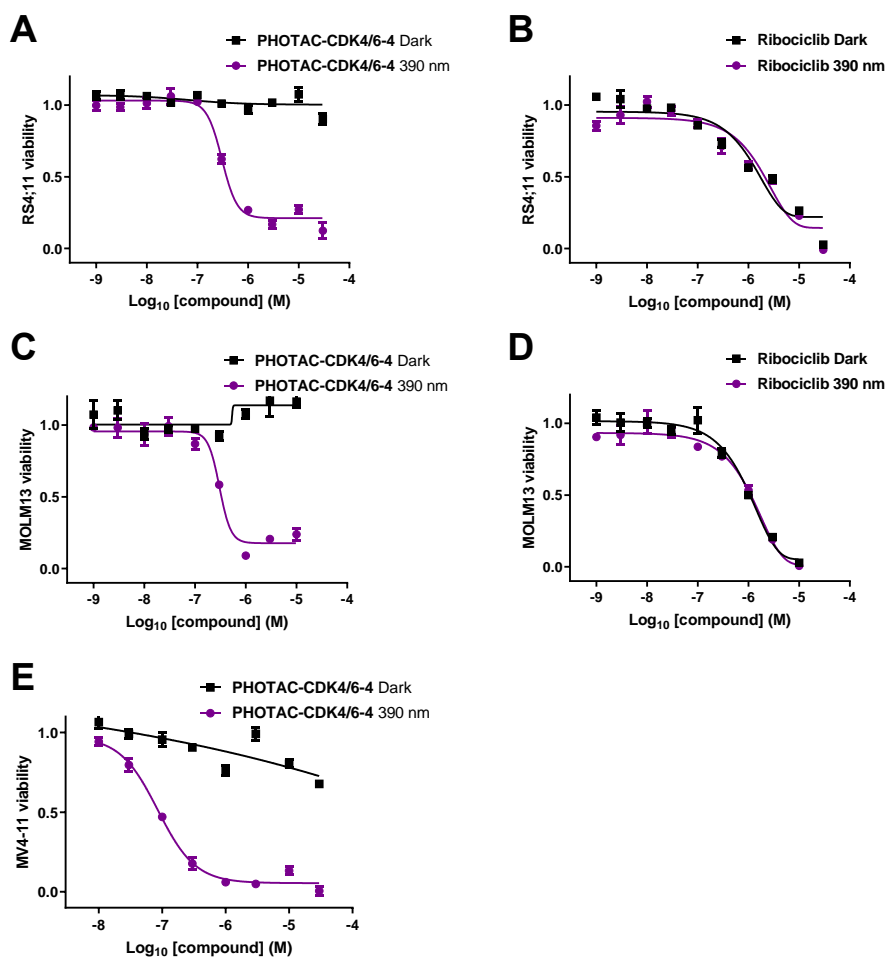 A
PHOTAC-CDK4/6-4 Dark
PHOTAC-CDK4/6-4 390 nm
RS4;11 viability
1.0
0.5
0.0
-9 -8 -7 -6 -5 -4
Log10 [compound] (M)
B
Ribociclib Dark
Ribociclib 390 nm
RS4;11 viability
1.0
0.5
0.0
-9 -8 -7 -6 -5 -4
Log10 [compound] (M)
C
PHOTAC-CDK4/6-4 Dark
PHOTAC-CDK4/6-4 390 nm
MOLM13 viability
1.0
0.5
0.0
-9 -8 -7 -6 -5 -4
Log10 [compound] (M)
D
Ribociclib Dark
Ribociclib 390 nm
MOLM13 viability
1.0
0.5
0.0
-9 -8 -7 -6 -5 -4
Log10 [compound] (M)
E
PHOTAC-CDK4/6-4 Dark
PHOTAC-CDK4/6-4 390 nm
MV4-11 viability
1.0
0.5
0.0
-8 -7 -6 -5 -4
Log10 [compound] (M)